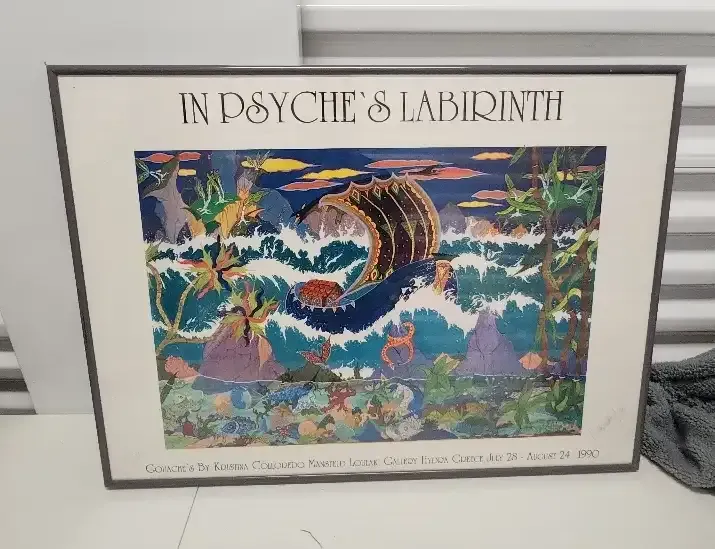 IN PSYCHE`S LABIRINTH
GOUACHE'S BY KRISTINA COLLOREDO MANSFELD GALLERY HYDRA GREECE JULY 28 - AUGUST 24 1990